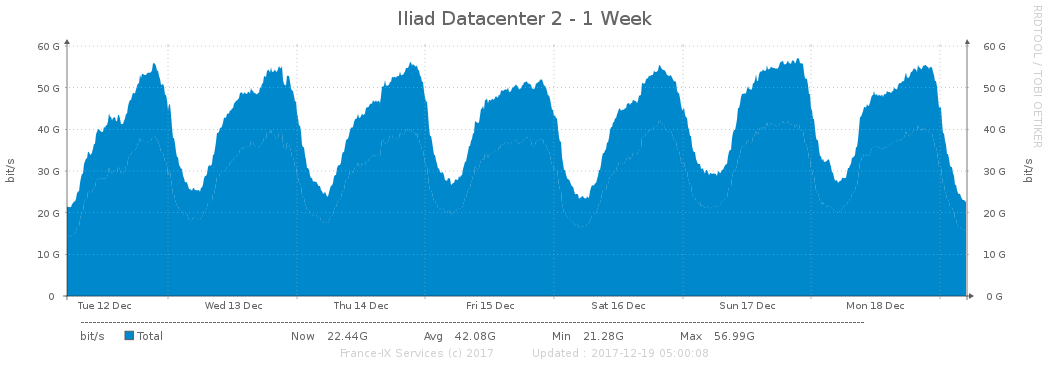 Iliad Datacenter 2 - 1 Week
RRDTOOL / TOBI OETIKER
60 G 60 G
50 G 50 G
40 G 40 G
30 G 30 G
20 G 20 G
10 G 10 G
0 0 G
bit/s
bit/s
Tue 12 Dec Wed 13 Dec Thu 14 Dec Fri 15 Dec Sat 16 Dec Sun 17 Dec Mon 18 Dec
bit/s Total Now 22.44G Avg 42.08G Min 21.28G Max 56.99G
France-IX Services (c) 2017 Updated : 2017-12-19 05:00:08